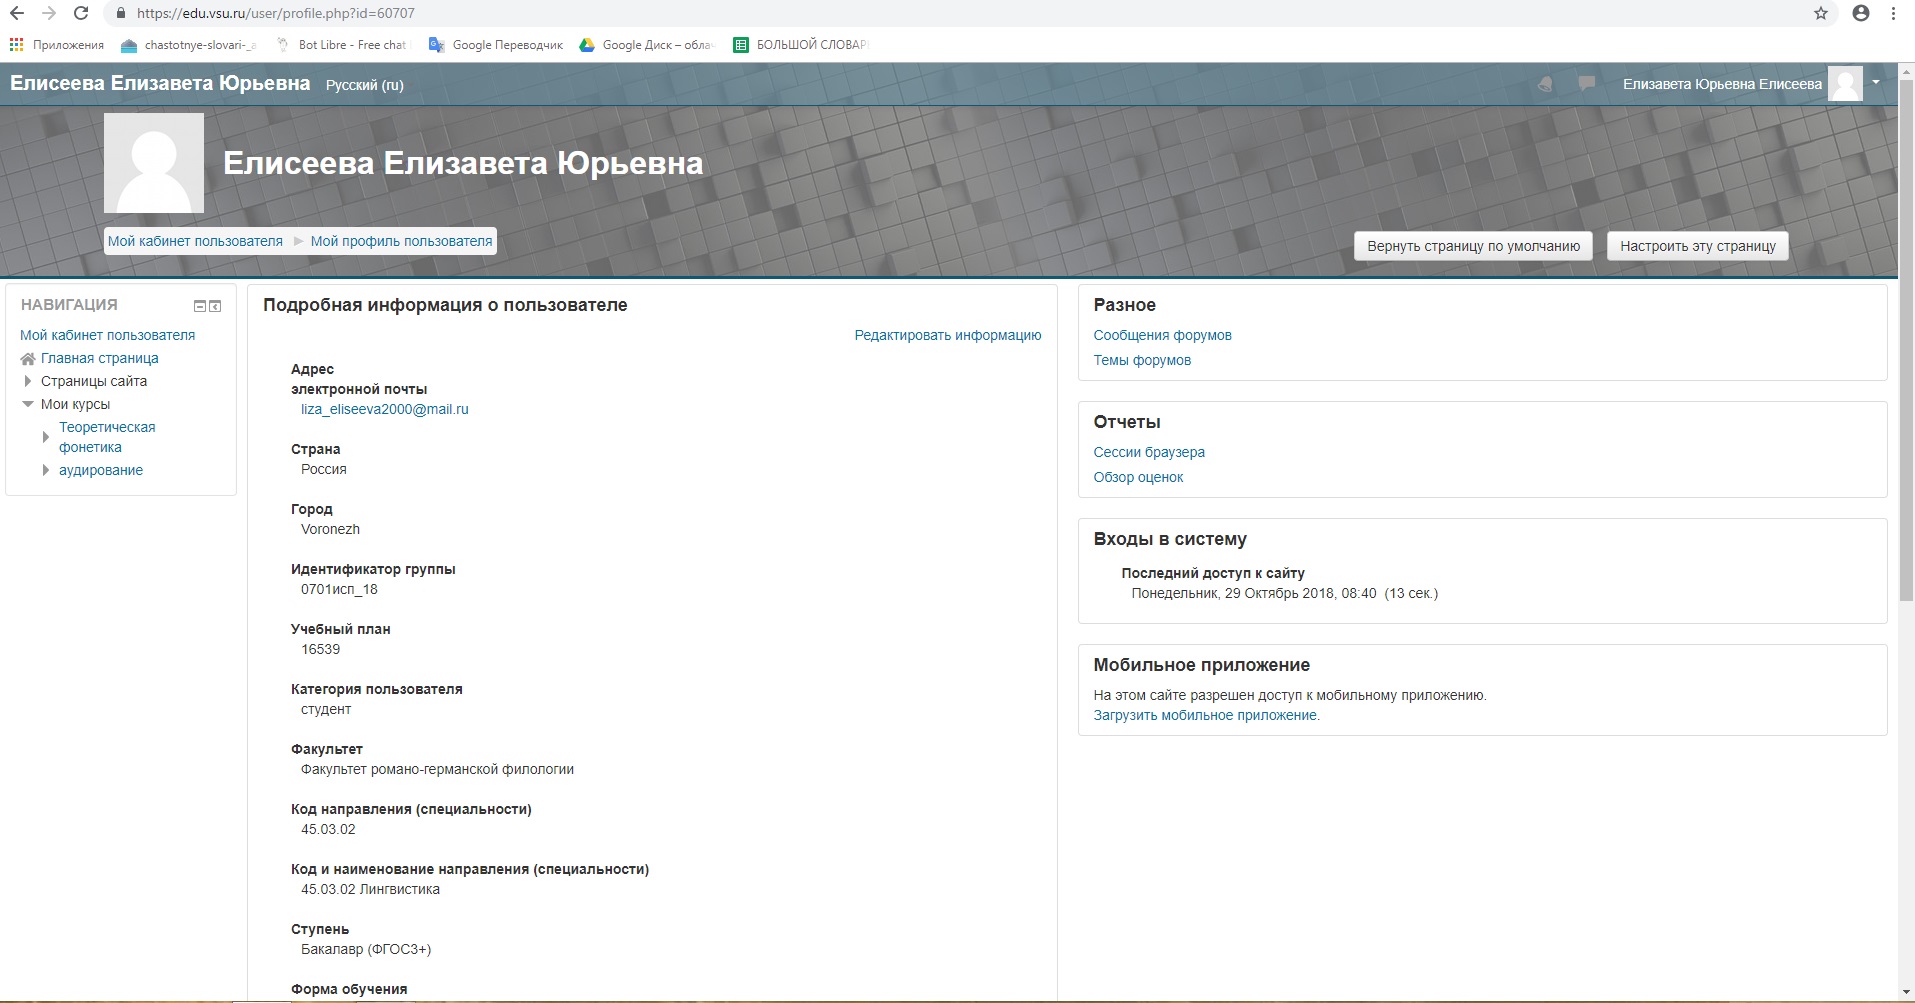 https://edu.vsu.ru/user/profile.php?id=60707
Приложения
chastotnye-slovari-_a
Bot Libre - Free chat
Google Переводчик
Google Диск – обла
БОЛЬШОЙ СЛОВАР
Елисеева Елизавета Юрьевна
Русский (ru)
Елизавета Юрьевна Елисеева
Елисеева Елизавета Юрьевна
Мой кабинет пользователя
Мой профиль пользователя
Вернуть страницу по умолчанию
Настроить эту страницу
НАВИГАЦИЯ
Мой кабинет пользователя
Главная страница
Страницы сайта
Мои курсы
Теоретическая
фонетика
аудирование
Подробная информация о пользователе
Редактировать информацию
Адрес
электронной почты
liza_eliseeva2000@mail.ru
Страна
Россия
Город
Voronezh
Идентификатор группы
0701исп_18
Учебный план
16539
Категория пользователя
студент
Факультет
Факультет романо-германской филологии
Код направления (специальности)
45.03.02
Код и наименование направления (специальности)
45.03.02 Лингвистика
Ступень
Бакалавр (ФГОС3+)
Форма обучения
Разное
Сообщения форумов
Темы форумов
Отчеты
Сессии браузера
Обзор оценок
Входы в систему
Последний доступ к сайту
Понедельник, 29 Октябрь 2018, 08:40 (13 сек.)
Мобильное приложение
На этом сайте разрешен доступ к мобильному приложению.
Загрузить мобильное приложение.